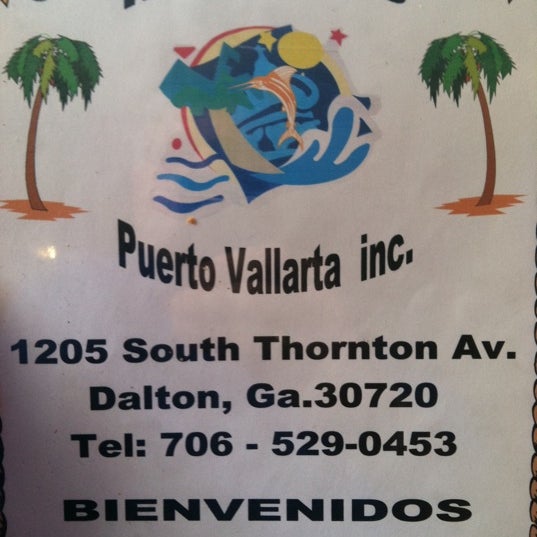 Puerto Vallarta inc.
1205 South Thornton Av.
Dalton, Ga.30720
Tel: 706 - 529-0453
BIENVENIDOS